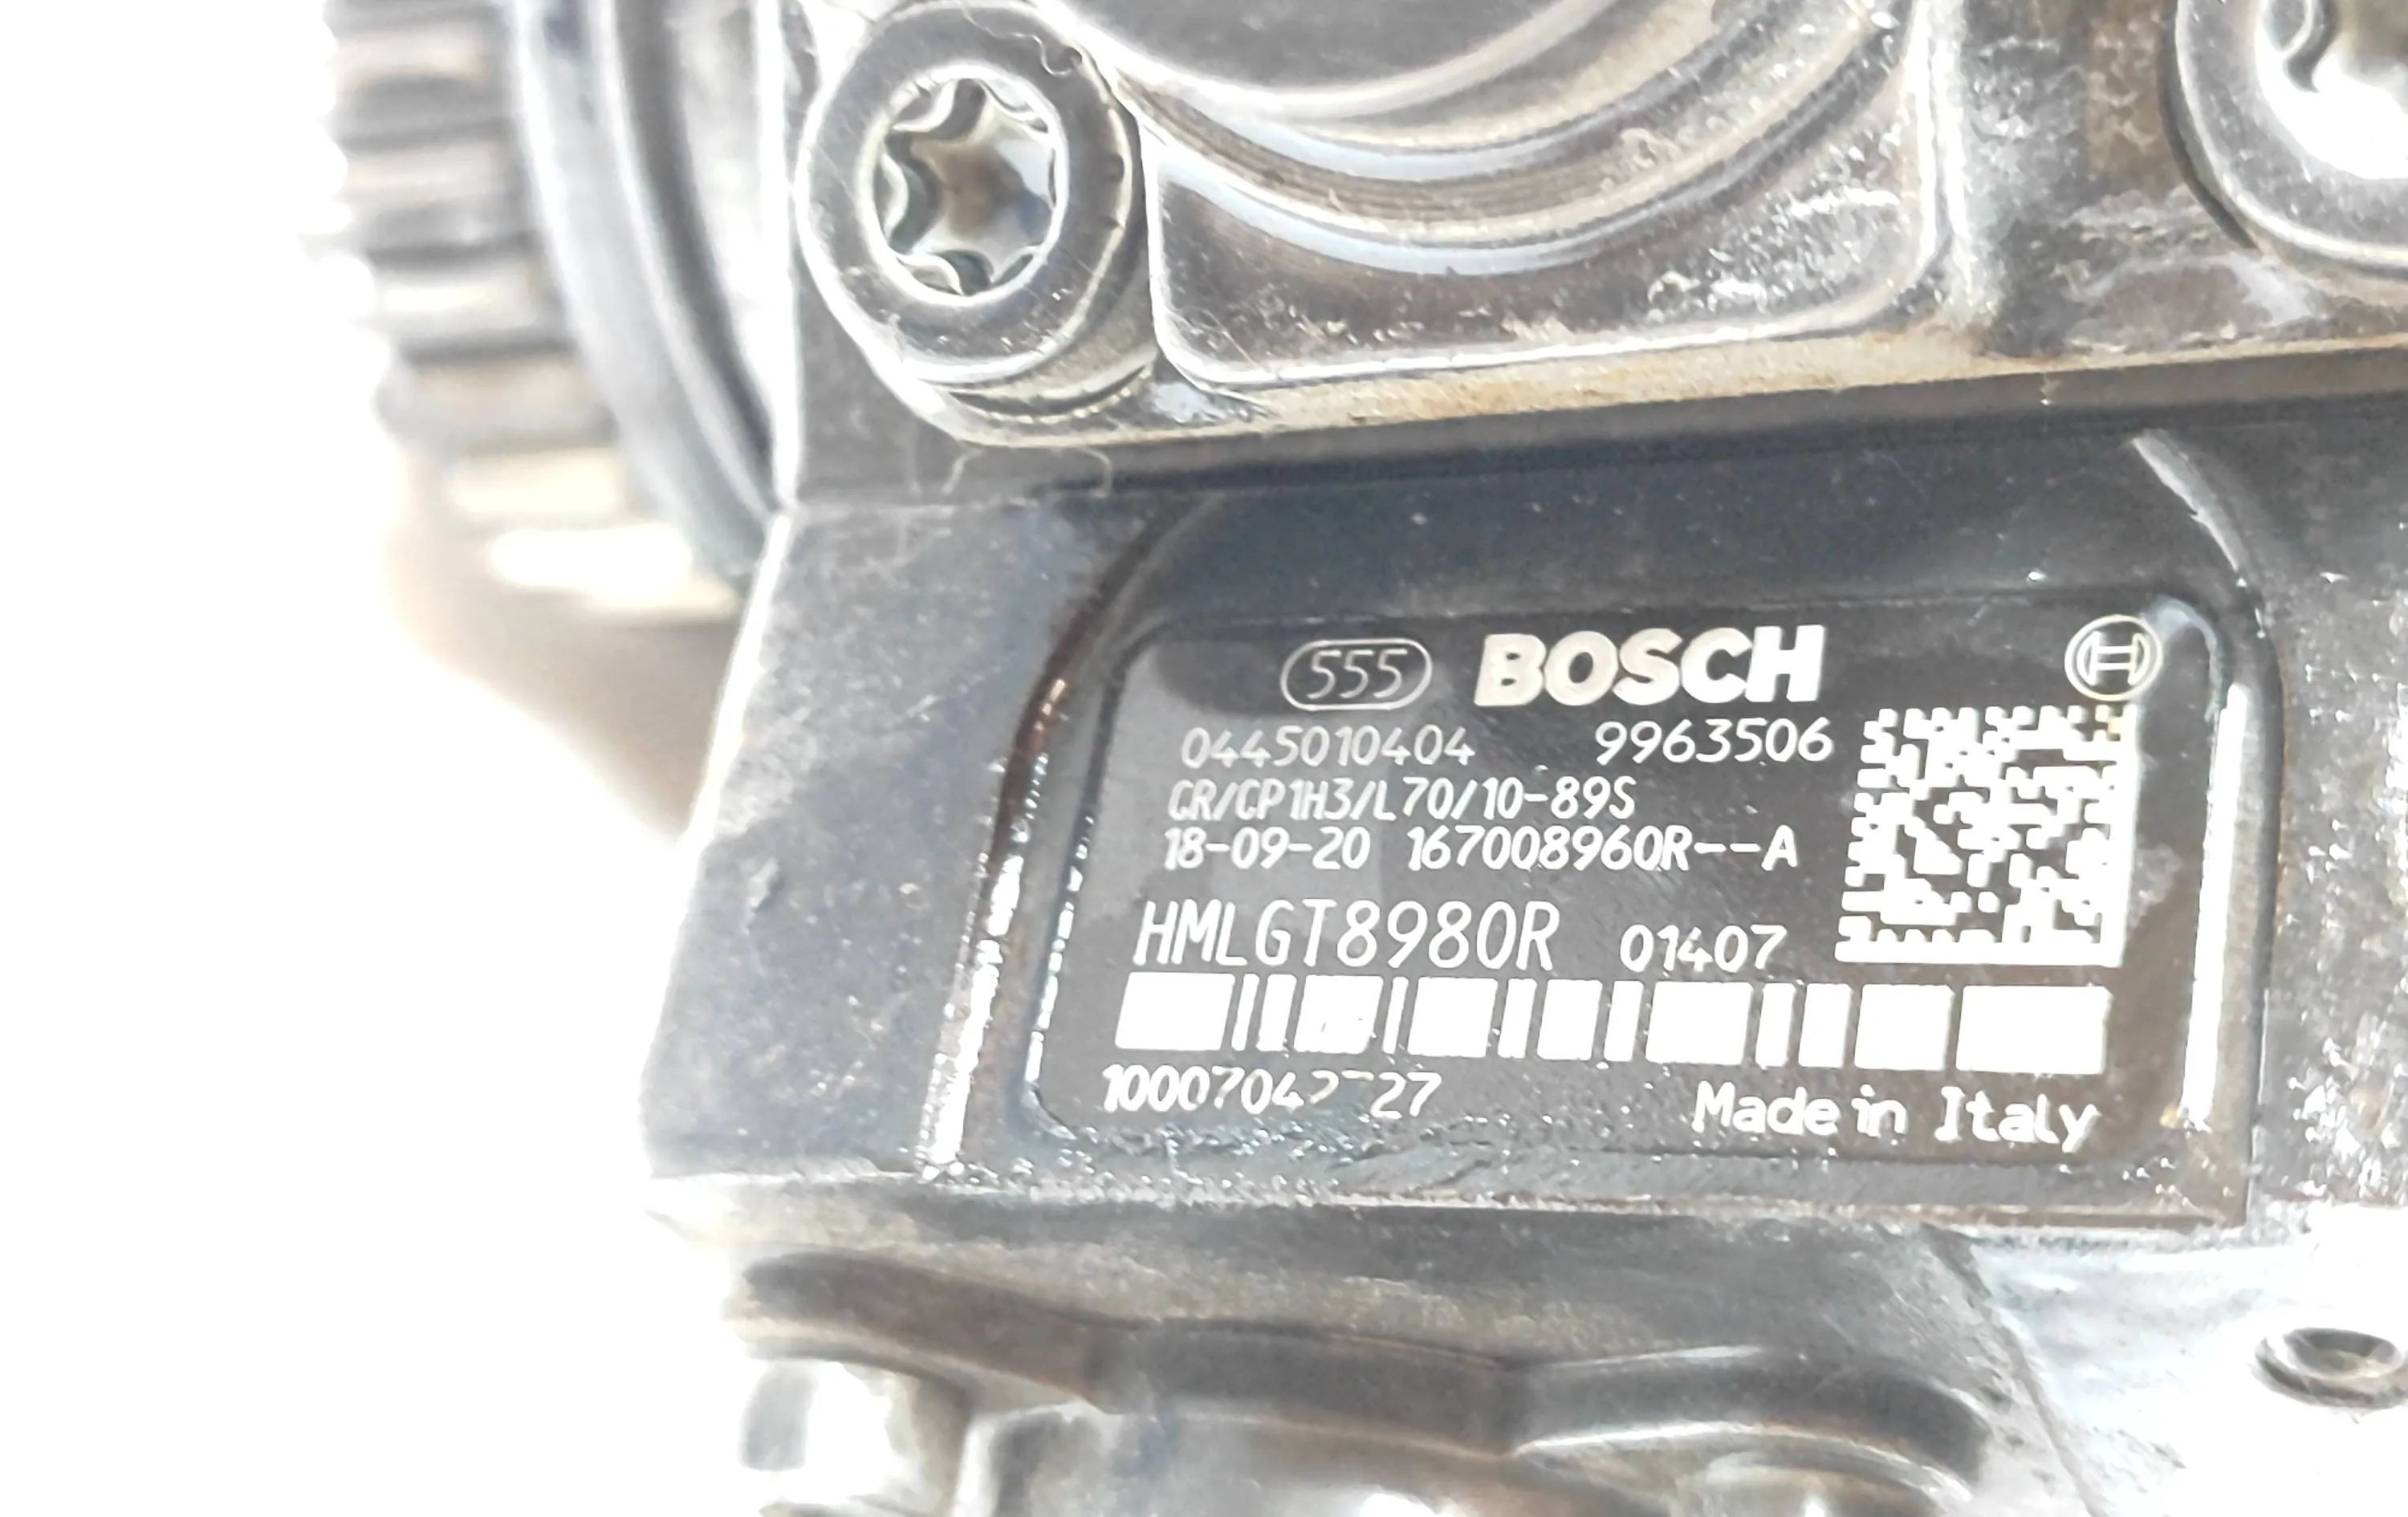 555 BOSCH
0445010404 9963506
CR/CP1H3/L70/10-89S
18-09-20 167008960R--A
HMLGT8980R 01407
Made in Italy